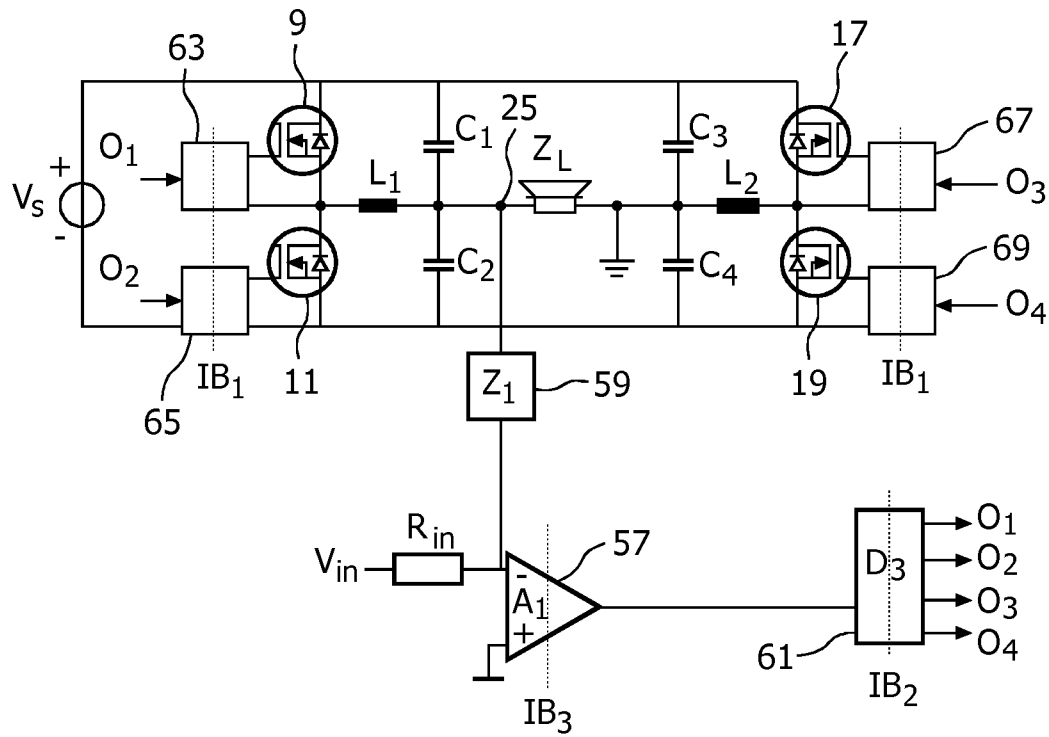 9
17
63
67
25
O1
C1
ZL
C3
L1
L2
O3
+
Vs
-
O2
C2
C4
69
O4
65
IB1
11
Z1
59
19
IB1
Rin
57
Vin
-
A1
+
IB3
D3
O1
O2
O3
O4
61
IB2